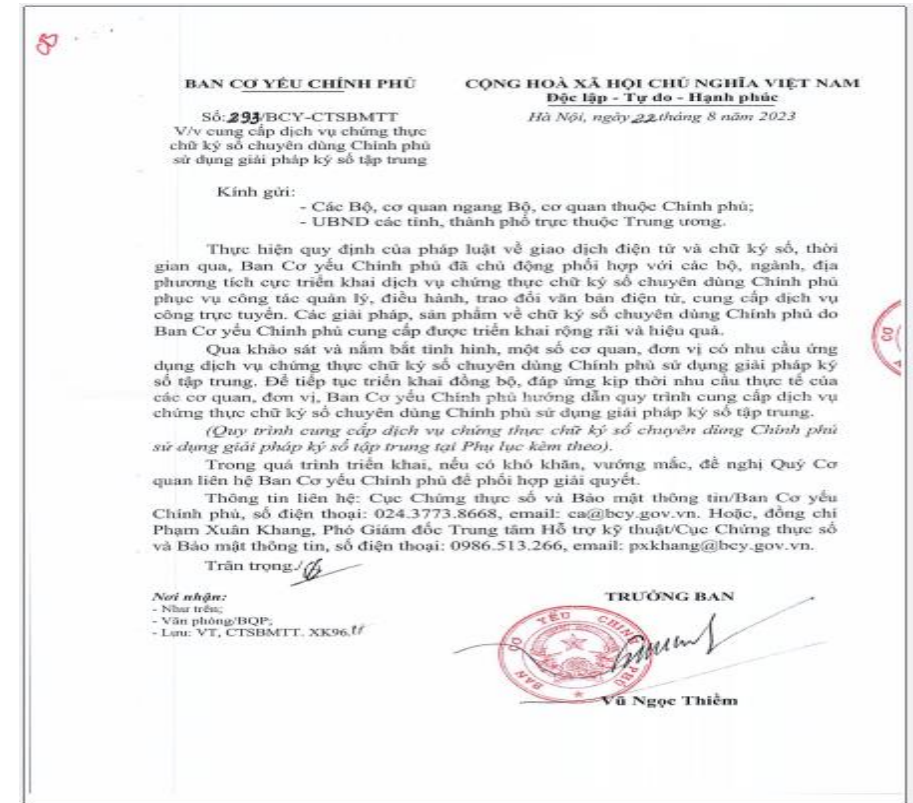 BAN CƠ YẾU CHÍNH PHỦ
CỘNG HOÀ XÃ HỘI CHỦ NGHĨA VIỆT NAM
Độc lập - Tự do - Hạnh phúc
Số: 293/BCY-CTSBMTT
Hà Nội, ngày 22 tháng 8 năm 2023
V/v cung cấp dịch vụ chứng thực
chữ ký số chuyên dùng Chính phủ
sử dụng giải pháp ký số tập trung
Kính gửi:
- Các Bộ, cơ quan ngang Bộ, cơ quan thuộc Chính phủ;
- UBND các tỉnh, thành phố trực thuộc Trung ương.
Thực hiện quy định của pháp luật về giao dịch điện tử và chữ ký số, thời
gian qua, Ban Cơ yếu Chính phủ đã chủ động phối hợp với các bộ, ngành, địa
phương tích cực triển khai dịch vụ chứng thực chữ ký số chuyên dùng Chính phủ
phục vụ công tác quản lý, điều hành, trao đổi văn bản điện tử, cung cấp dịch vụ
công trực tuyến. Các giải pháp, sản phẩm về chữ ký số chuyên dùng Chính phủ do
Ban Cơ yếu Chính phủ cung cấp được triển khai rộng rãi và hiệu quả.
Qua khảo sát và nắm bắt tình hình, một số cơ quan, đơn vị có nhu cầu ứng
dụng dịch vụ chứng thực chữ ký số chuyên dùng Chính phủ sử dụng giải pháp ký
số tập trung. Để tiếp tục triển khai đồng bộ, đáp ứng kịp thời nhu cầu thực tế của
các cơ quan, đơn vị, Ban Cơ yếu Chính phủ hướng dẫn quy trình cung cấp dịch vụ
chứng thực chữ ký số chuyên dùng Chính phủ sử dụng giải pháp ký số tập trung.
(Quy trình cung cấp dịch vụ chứng thực chữ ký số chuyên dùng Chính phủ
sử dụng giải pháp ký số tập trung tại Phụ lục kèm theo).
Trong quá trình triển khai, nếu có khó khăn, vướng mắc, đề nghị Quý Cơ
quan liên hệ Ban Cơ yếu Chính phủ để phối hợp giải quyết.
Thông tin liên hệ: Cục Chứng thực số và Bảo mật thông tin/Ban Cơ yếu
Chính phủ, số điện thoại: 024.3773.8668, email: ca@bcy.gov.vn. Hoặc, đồng chí
Phạm Xuân Khang, Phó Giám đốc Trung tâm Hỗ trợ kỹ thuật/Cục Chứng thực số
và Bảo mật thông tin, số điện thoại: 0986.513.266, email: pxkhang@bcy.gov.vn.
Trân trọng./
Nơi nhận:
- Như trên;
- Văn phòng/BQP;
- Lưu: VT, CTSBMTT. XK96.
TRƯỞNG BAN
BAN CƠ YẾU CHÍNH PHỦ
Vũ Ngọc Thiềm